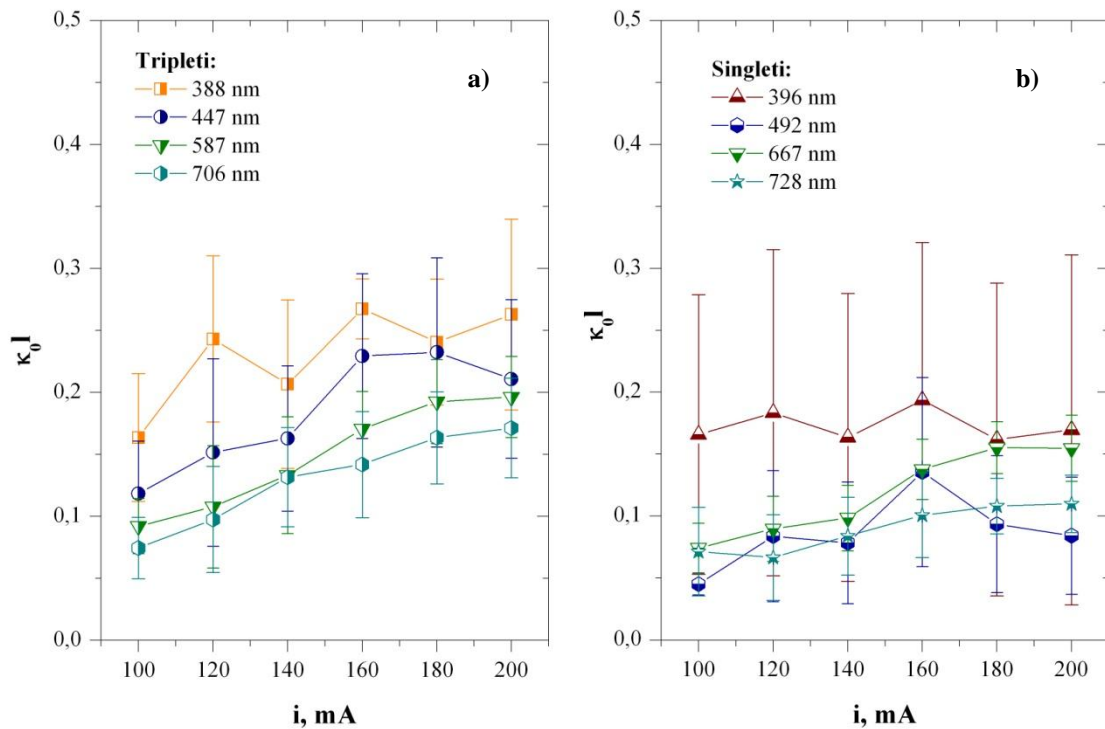 0,5
0,4
0,3
0,2
0,1
0,0
κ₀l
Tripleti:
388 nm
447 nm
587 nm
706 nm
a)
100 120 140 160 180 200
i, mA
0,5
0,4
0,3
0,2
0,1
0,0
κ₀l
Singleti:
396 nm
492 nm
667 nm
728 nm
b)
100 120 140 160 180 200
i, mA